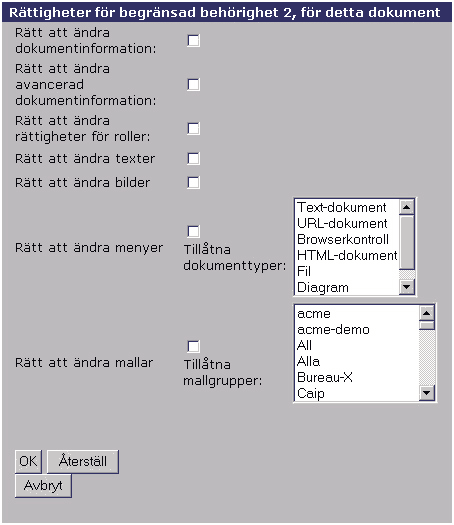 Rättigheter för begränsad behörighet 2, för detta dokument
Rätt att ändra
dokumentinformation:
Rätt att ändra
avancerad
dokumentinformation:
Rätt att ändra
rättigheter för roller:
Rätt att ändra texter
Rätt att ändra bilder
Rätt att ändra menyer
Tillåtna
dokumenttyper:
Text-dokument
URL-dokument
Browserkontroll
HTML-dokument
Fil
Diagram
Rätt att ändra mallar
Tillåtna
mallgrupper:
acme
acme-demo
All
Alla
Bureau-X
Caip
OK
Återställ
Avbryt